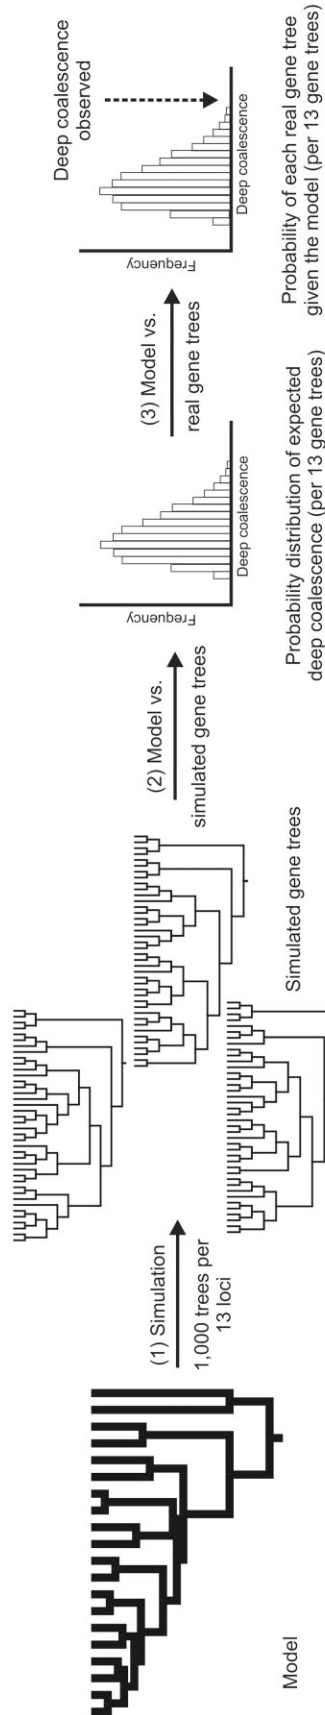 Model
(1) Simulation
1,000 trees per
13 loci
Simulated gene trees
(2) Model vs.
simulated gene trees
Frequency
Deep coalescence
Probability distribution of expected
deep coalescence (per 13 gene trees)
(3) Model vs.
real gene trees
Deep coalescence
observed
Frequency
Deep coalescence
Probability of each real gene tree
given the model (per 13 gene trees)